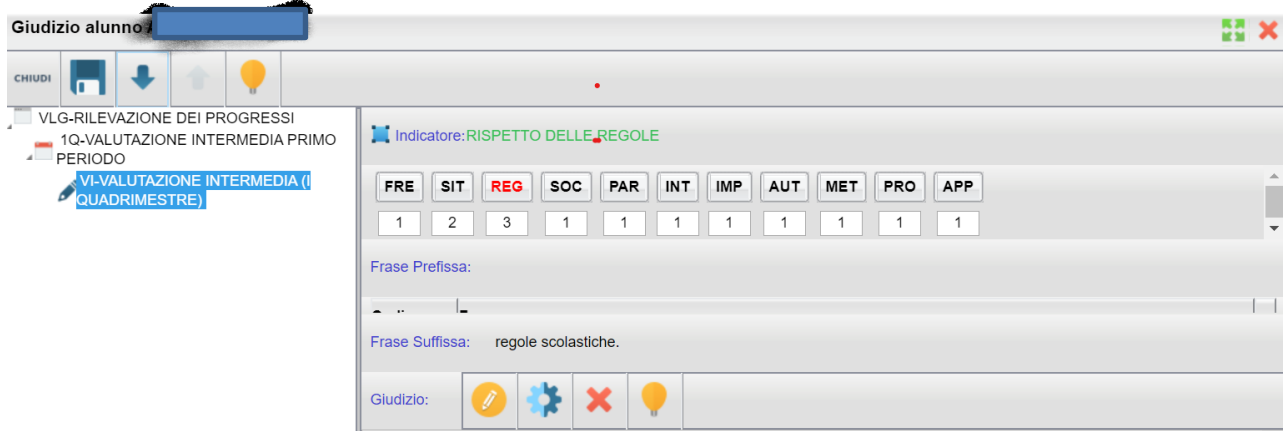 Giudizio alunno
CHIUDI
VLG-RILEVAZIONE DEI PROGRESSI
1Q-VALUTAZIONE INTERMEDIA PRIMO
PERIODO
VI-VALUTAZIONE INTERMEDIA (I
QUADRIMESTRE)
Indicatore:RISPETTO DELLE REGOLE
FRE SIT REG SOC PAR INT IMP AUT MET PRO APP
1 2 3 1 1 1 1 1 1 1 1
Frase Prefissa:
Frase Suffissa: regole scolastiche.
Giudizio: